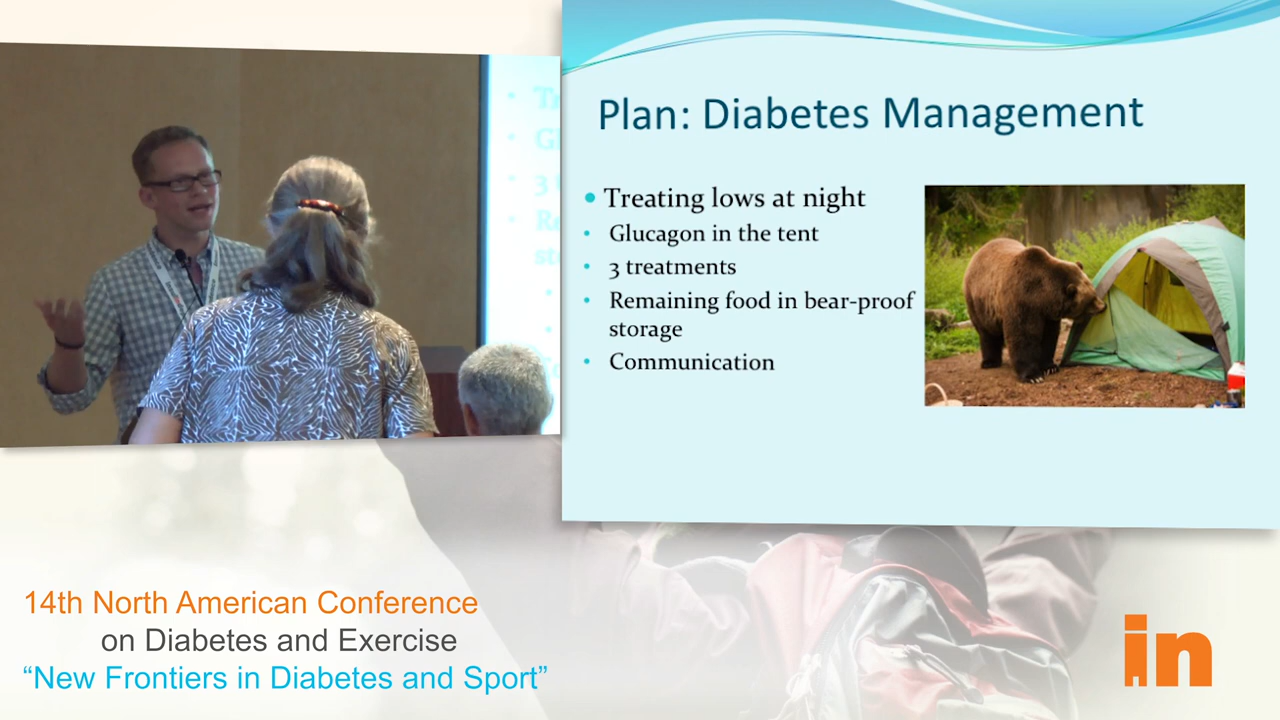 Plan: Diabetes Management
• Treating lows at night
• Glucagon in the tent
• 3 treatments
• Remaining food in bear-proof
storage
• Communication
14th North American Conference
on Diabetes and Exercise
“New Frontiers in Diabetes and Sport”
in